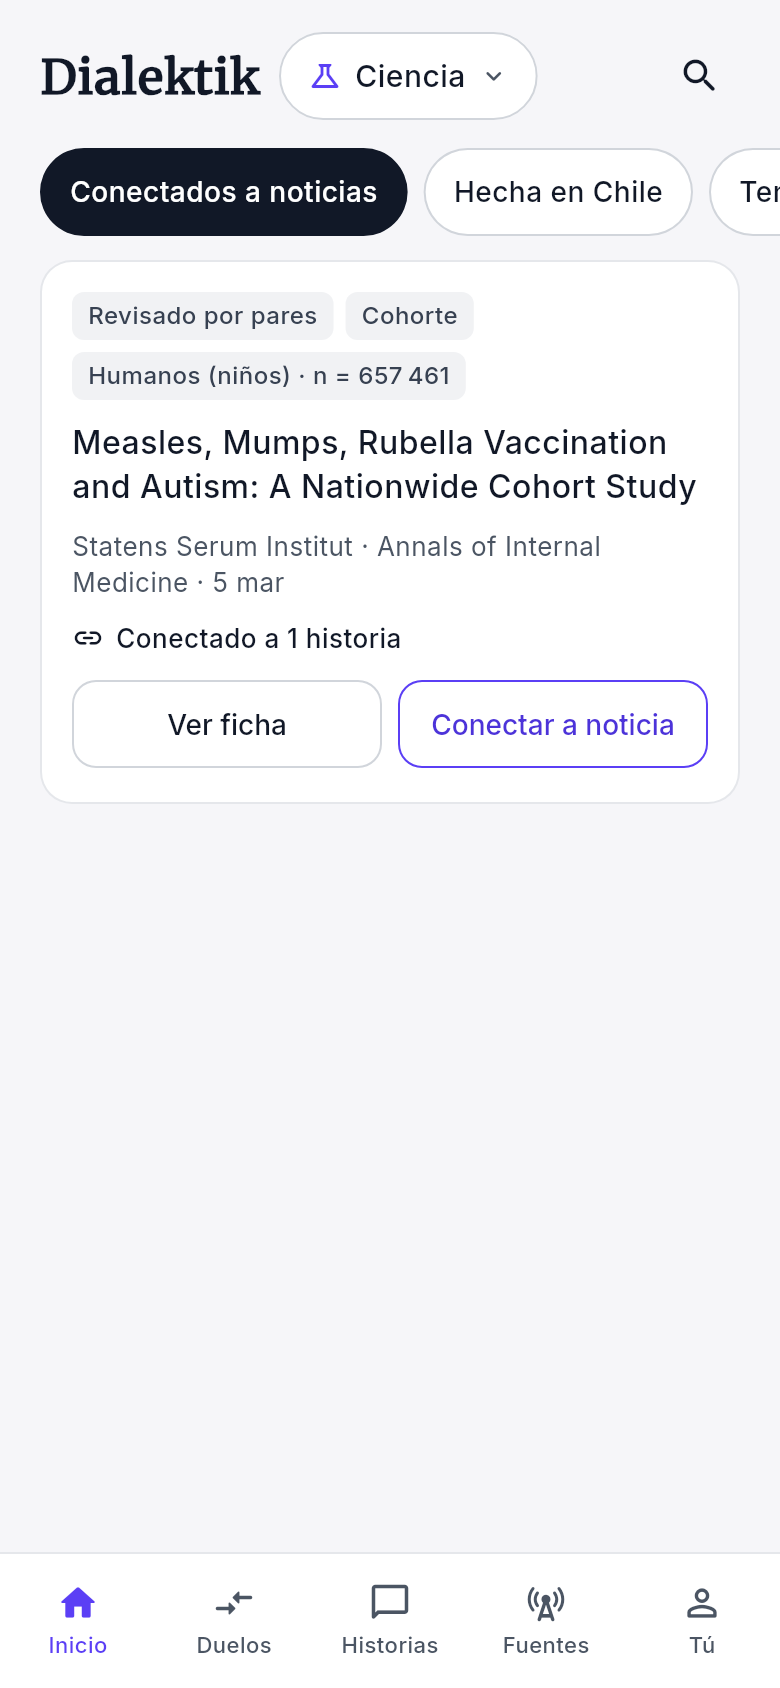 Dialektik
Ciencia
Conectados a noticias
Hecha en Chile
Revisado por pares
Cohorte
Humanos (niños) · n = 657 461
Measles, Mumps, Rubella Vaccination
and Autism: A Nationwide Cohort Study
Statens Serum Institut · Annals of Internal
Medicine · 5 mar
Conectado a 1 historia
Ver ficha
Conectar a noticia
Inicio
Duelos
Historias
Fuentes
Tú